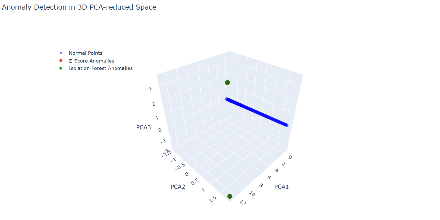 Anomaly Detection in 3D PCA-reduced Space
Normal Points
Z-Score Anomalies
Isolation Forest Anomalies
PCA3
PCA2
PCA1